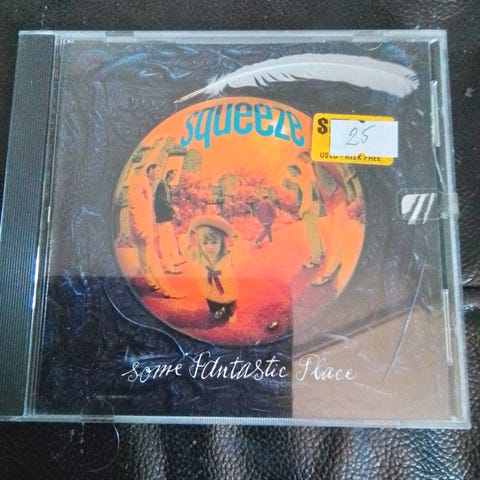 squeeze
$
25
USED • RISK FREE
some Fantastic Place